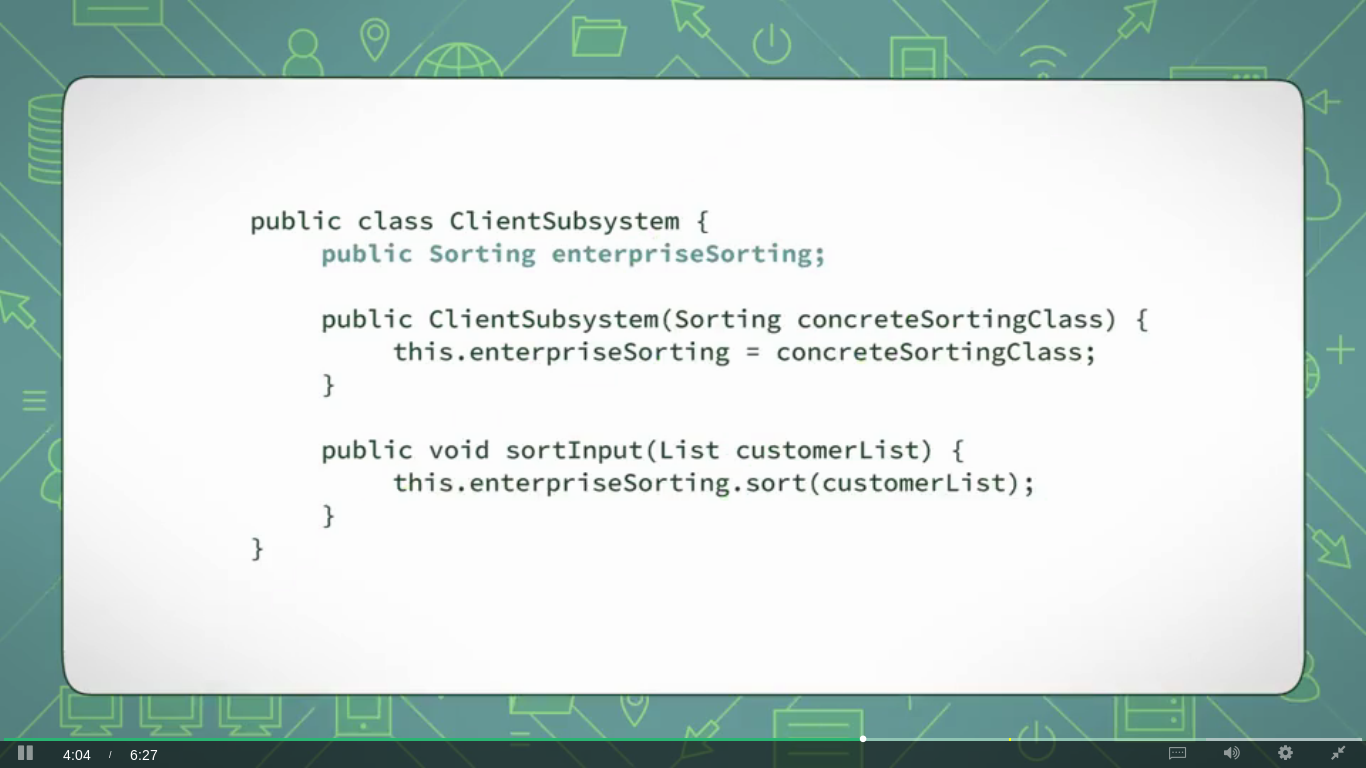 public class ClientSubsystem {
public Sorting enterpriseSorting;
public ClientSubsystem(Sorting concreteSortingClass) {
this.enterpriseSorting = concreteSortingClass;
}
public void sortInput(List customerList) {
this.enterpriseSorting.sort(customerList);
}
}
4:04 / 6:27